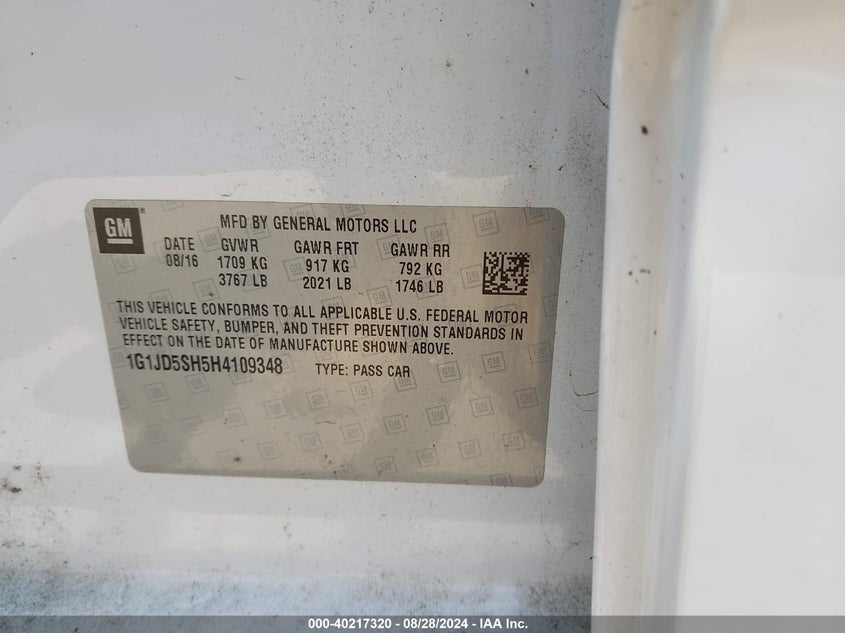 GM®
MFD BY GENERAL MOTORS LLC
DATE GVWR GAWR FRT GAWR RR
08/16 1709 KG 917 KG 792 KG
3767 LB 2021 LB 1746 LB
THIS VEHICLE CONFORMS TO ALL APPLICABLE U.S. FEDERAL MOTOR
VEHICLE SAFETY, BUMPER, AND THEFT PREVENTION STANDARDS IN
EFFECT ON THE DATE OF MANUFACTURE SHOWN ABOVE.
1G1JD5SH5H4109348 TYPE: PASS CAR
000-40217320 - 08/28/2024 - IAA Inc.